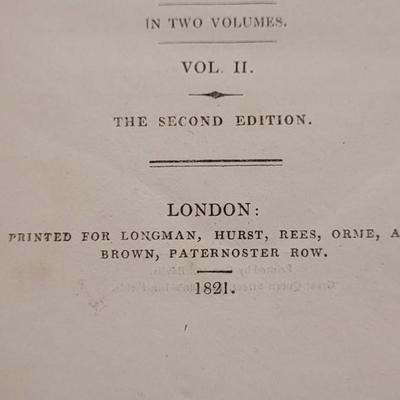 IN TWO VOLUMES.
VOL. II.
THE SECOND EDITION.
LONDON:
PRINTED FOR LONGMAN, HURST, REES, ORME, A
BROWN, PATERNOSTER ROW.
1821.